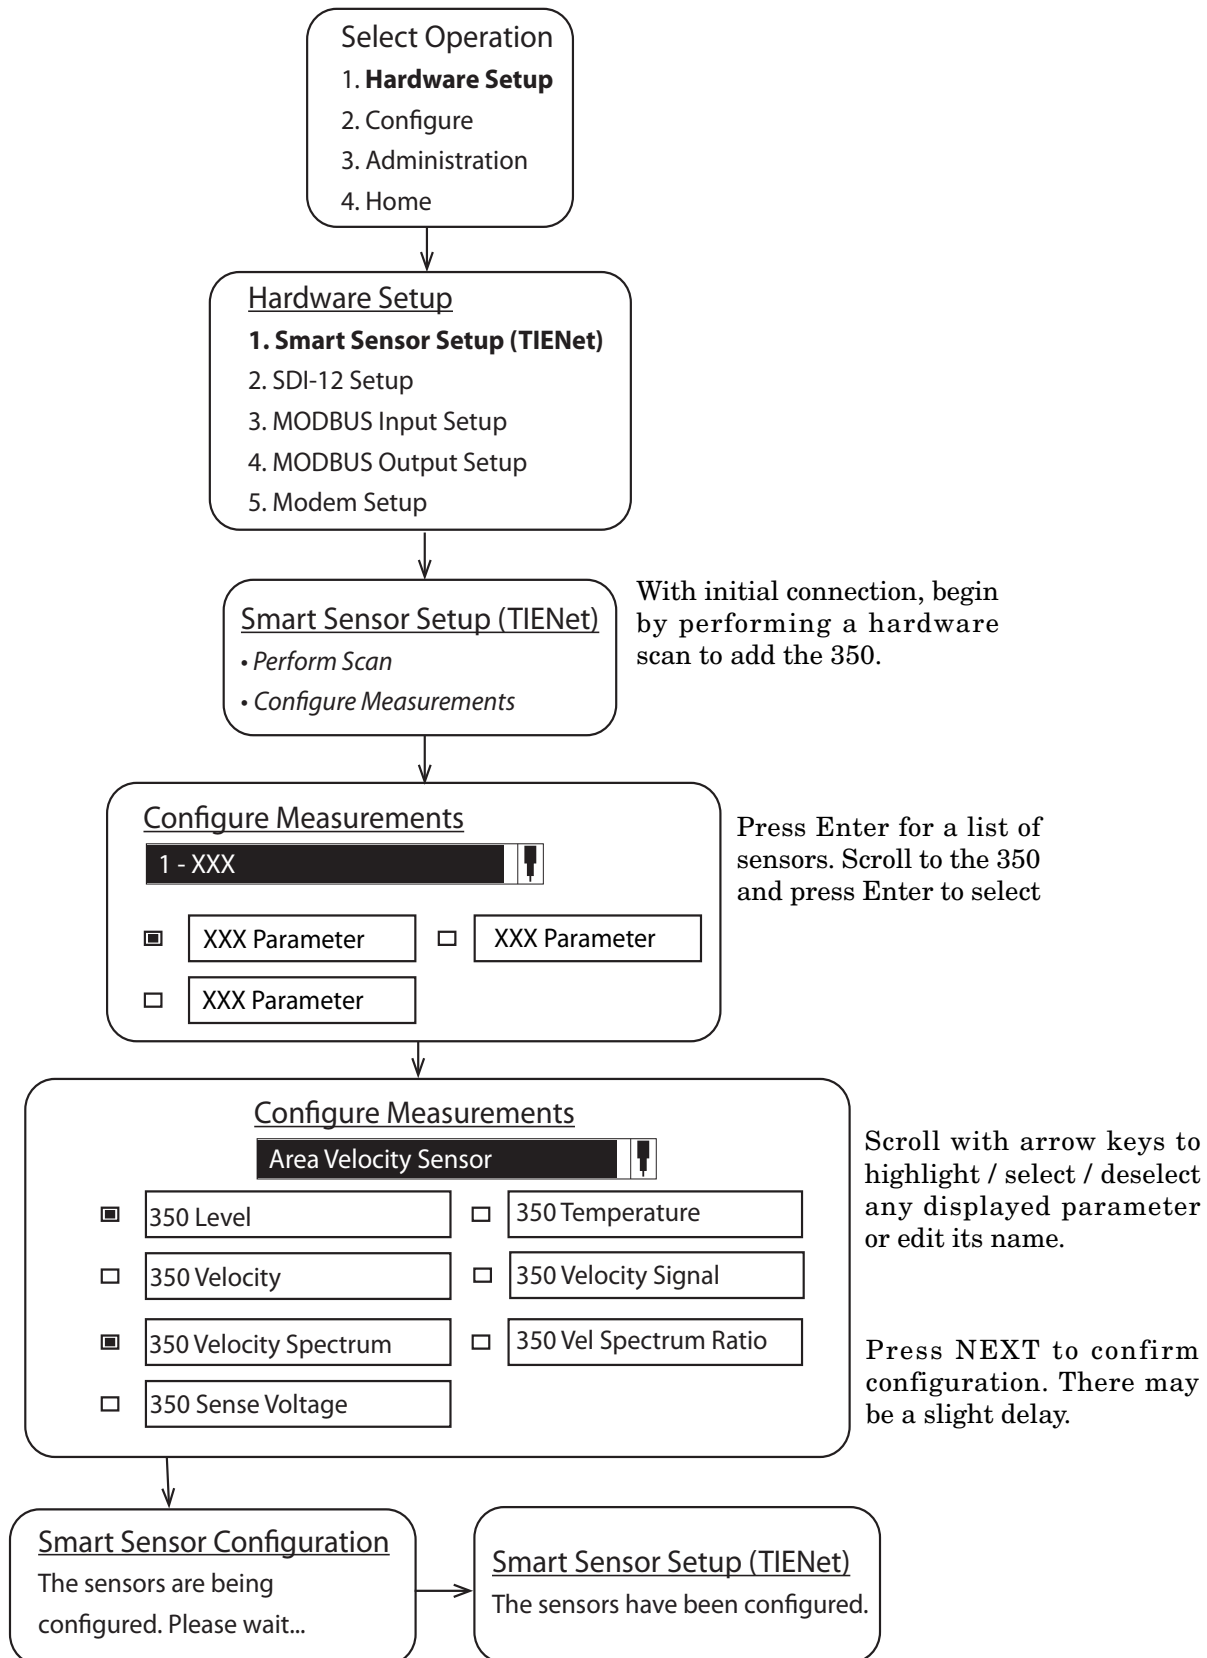 Select Operation
1. Hardware Setup
2. Configure
3. Administration
4. Home
Hardware Setup
1. Smart Sensor Setup (TIENet)
2. SDI-12 Setup
3. MODBUS Input Setup
4. MODBUS Output Setup
5. Modem Setup
Smart Sensor Setup (TIENet)
• Perform Scan
• Configure Measurements
With initial connection, begin
by performing a hardware
scan to add the 350.
Configure Measurements
1 - XXX
XXX Parameter XXX Parameter
XXX Parameter
Press Enter for a list of
sensors. Scroll to the 350
and press Enter to select
Configure Measurements
Area Velocity Sensor
350 Level 350 Temperature
350 Velocity 350 Velocity Signal
350 Velocity Spectrum 350 Vel Spectrum Ratio
350 Sense Voltage
Scroll with arrow keys to
highlight / select / deselect
any displayed parameter
or edit its name.
Press NEXT to confirm
configuration. There may
be a slight delay.
Smart Sensor Configuration
The sensors are being
configured. Please wait...
Smart Sensor Setup (TIENet)
The sensors have been configured.